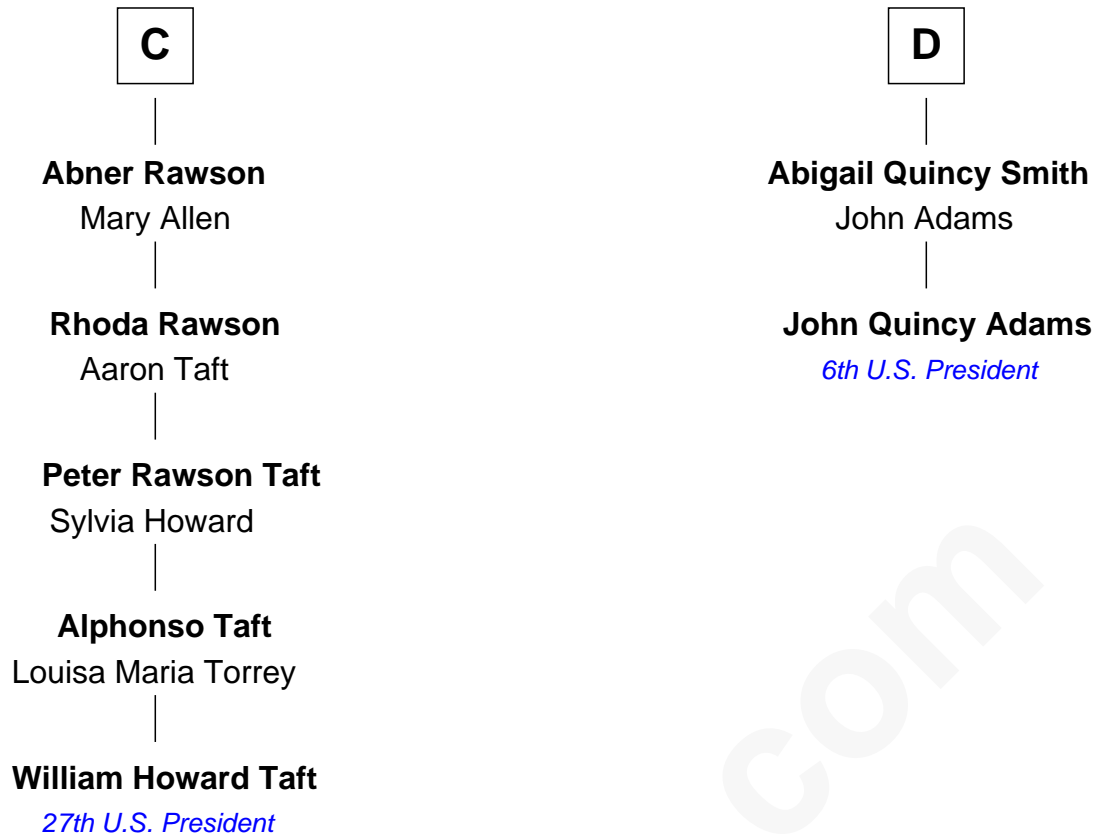 C
Abner Rawson
Mary Allen
Rhoda Rawson
Aaron Taft
Peter Rawson Taft
Sylvia Howard
Alphonso Taft
Louisa Maria Torrey
William Howard Taft
27th U.S. President
D
Abigail Quincy Smith
John Adams
John Quincy Adams
6th U.S. President
com